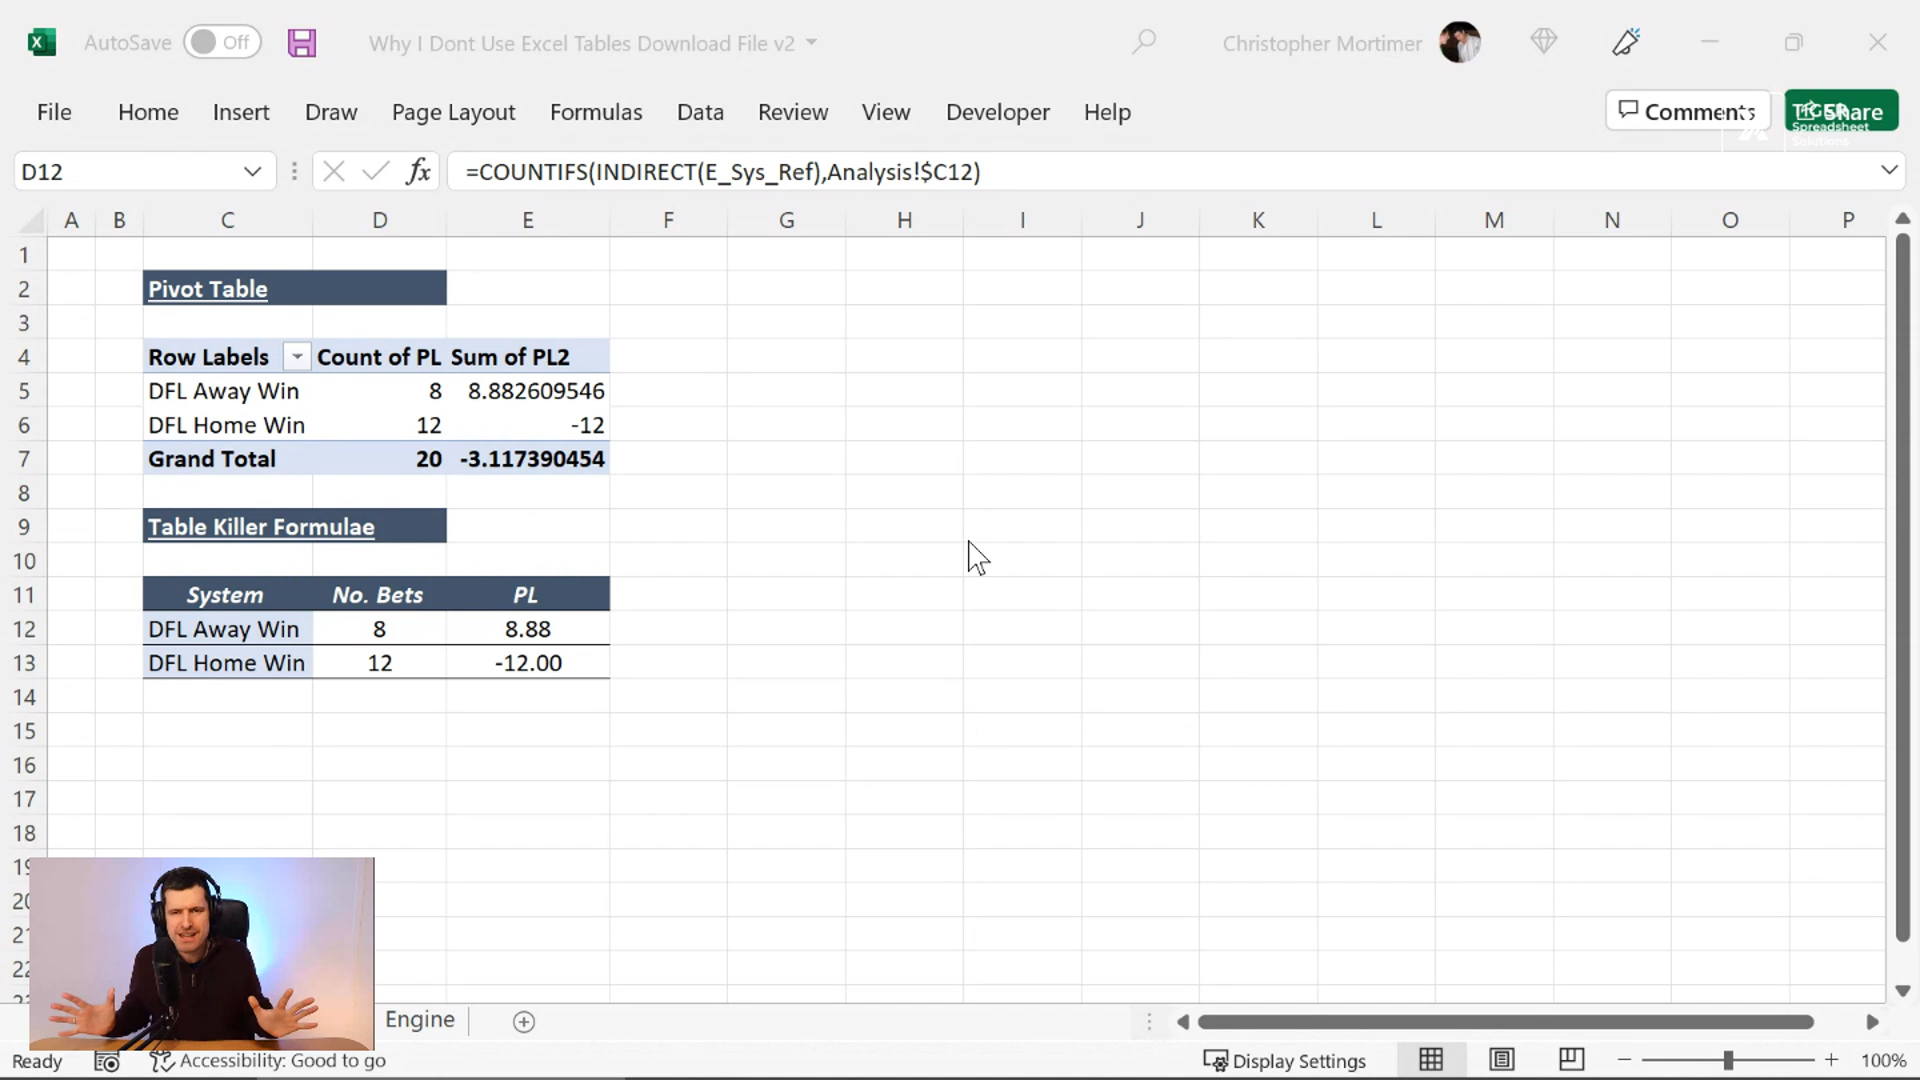 AutoSave Off Why I Dont Use Excel Tables Download File v2 Christopher Mortimer
File Home Insert Draw Page Layout Formulas Data Review View Developer Help Comments Share
TIGER
Spreadsheet
Solutions
D12 fx =COUNTIFS(INDIRECT(E_Sys_Ref),Analysis!$C12)
A B C D E F G H I J K L M N O P
1
2 Pivot Table
3
4 Row Labels Count of PL Sum of PL2
5 DFL Away Win 8 8.882609546
6 DFL Home Win 12 -12
7 Grand Total 20 -3.117390454
8
9 Table Killer Formulae
10
11 System No. Bets PL
12 DFL Away Win 8 8.88
13 DFL Home Win 12 -12.00
14
15
16
17
18
Engine
Ready Accessibility: Good to go Display Settings 100%